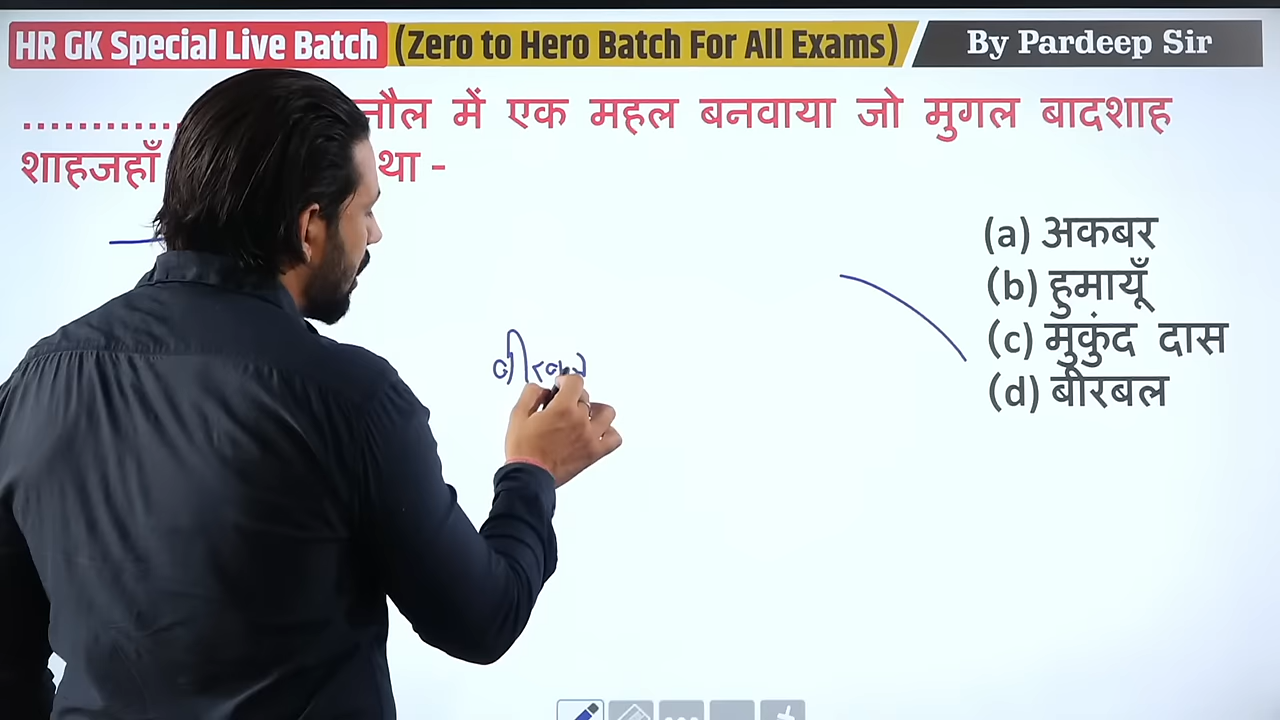 HR GK Special Live Batch (Zero to Hero Batch For All Exams) By Pardeep Sir
............ नौल में एक महल बनवाया जो मुगल बादशाह
शाहजहाँ था -
(a) अकबर
(b) हुमायूँ
(c) मुकुंद दास
(d) बीरबल